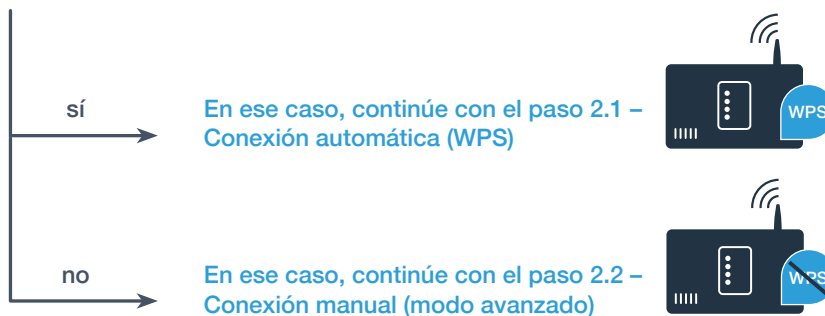 sí
En ese caso, continúe con el paso 2.1 –
Conexión automática (WPS)
WPS
no
En ese caso, continúe con el paso 2.2 –
Conexión manual (modo avanzado)
WPS